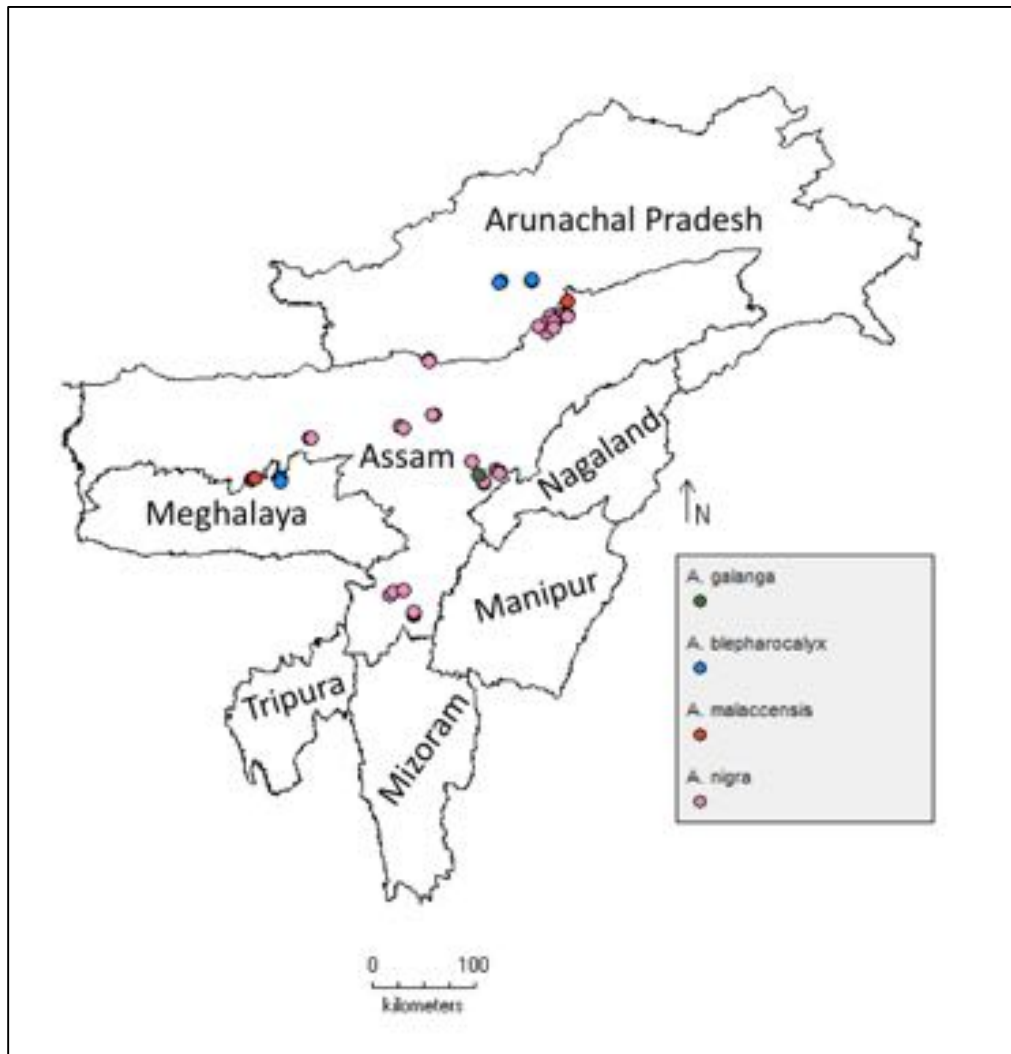 Arunachal Pradesh
Assam
Nagaland
Meghalaya
N
Manipur
Tripura
Mizoram
A. galanga
A. blepharocalyx
A. malaccensis
A. nigra
0 100
kilometers